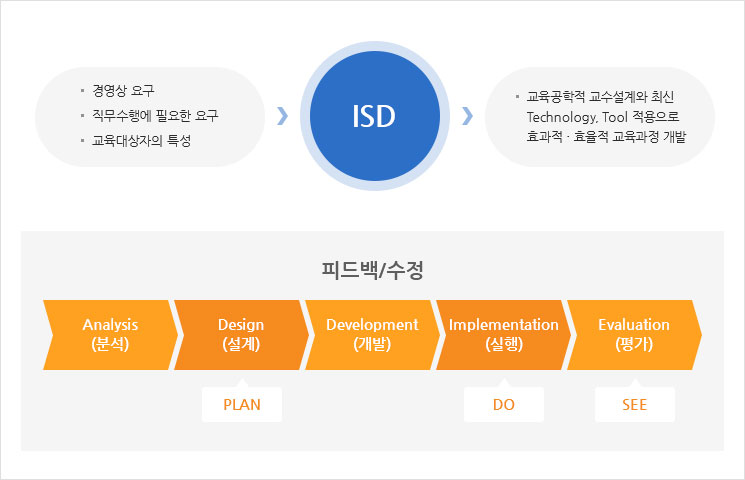 경영상 요구
직무수행에 필요한 요구
교육대상자의 특성
ISD
교육공학적 교수설계와 최신
Technology, Tool 적용으로
효과적 · 효율적 교육과정 개발
피드백/수정
Analysis
(분석)
Design
(설계)
Development
(개발)
Implementation
(실행)
Evaluation
(평가)
PLAN
DO
SEE